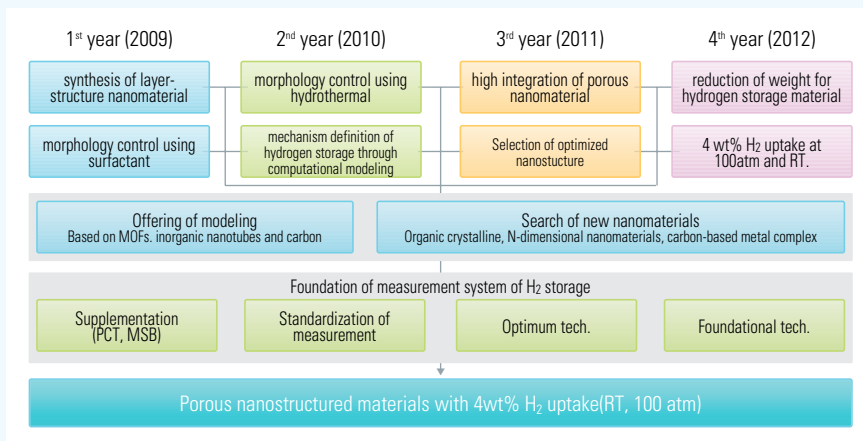 1st year (2009)
2nd year (2010)
3rd year (2011)
4th year (2012)
synthesis of layer-
structure nanomaterial
morphology control using
hydrothermal
high integration of porous
nanomaterial
reduction of weight for
hydrogen storage material
morphology control using
surfactant
mechanism definition of
hydrogen storage through
computational modeling
Selection of optimized
nanostucture
4 wt% H2 uptake at
100atm and RT.
Offering of modeling
Based on MOFs. inorganic nanotubes and carbon
Search of new nanomaterials
Organic crystalline, N-dimensional nanomaterials, carbon-based metal complex
Foundation of measurement system of H2 storage
Supplementation
(PCT, MSB)
Standardization of
measurement
Optimum tech.
Foundational tech.
Porous nanostructured materials with 4wt% H2 uptake(RT, 100 atm)